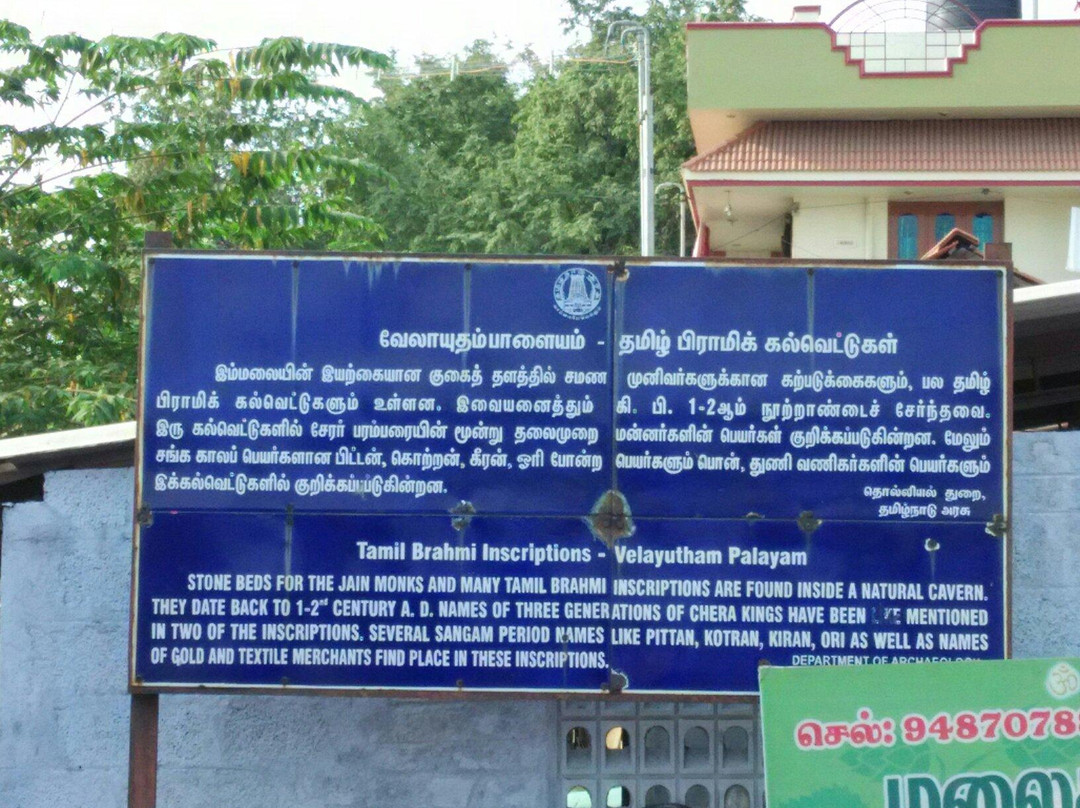 வேலாயுதம்பாளையம் - தமிழ் பிராமிக் கல்வெட்டுகள்
இம்மலையின் இயற்கையான குகைத் தளத்தில் சமண முனிவர்களுக்கான கற்படுக்கைகளும், பல தமிழ்
பிராமிக் கல்வெட்டுகளும் உள்ளன. இவையனைத்தும் கி. பி. 1-2ஆம் நூற்றாண்டைச் சேர்ந்தவை.
இரு கல்வெட்டுகளில் சேரர் பரம்பரையின் மூன்று தலைமுறை மன்னர்களின் பெயர்கள் குறிக்கப்படுகின்றன. மேலும்
சங்க காலப் பெயர்களான பிட்டன், கொற்றன், கீரன், ஓரி போன்ற பெயர்களும் பொன், துணி வணிகர்களின் பெயர்களும்
இக்கல்வெட்டுகளில் குறிக்கப்படுகின்றன.
தொல்லியல் துறை,
தமிழ்நாடு அரசு
Tamil Brahmi Inscriptions - Velayutham Palayam
STONE BEDS FOR THE JAIN MONKS AND MANY TAMIL BRAHMI INSCRIPTIONS ARE FOUND INSIDE A NATURAL CAVERN.
THEY DATE BACK TO 1-2nd CENTURY A. D. NAMES OF THREE GENERATIONS OF CHERA KINGS HAVE BEEN MENTIONED
IN TWO OF THE INSCRIPTIONS. SEVERAL SANGAM PERIOD NAMES LIKE PITTAN, KOTRAN, KIRAN, ORI AS WELL AS NAMES
OF GOLD AND TEXTILE MERCHANTS FIND PLACE IN THESE INSCRIPTIONS.
DEPARTMENT OF ARCHAEOLOGY
ௐ
செல்: 9487078
மலை